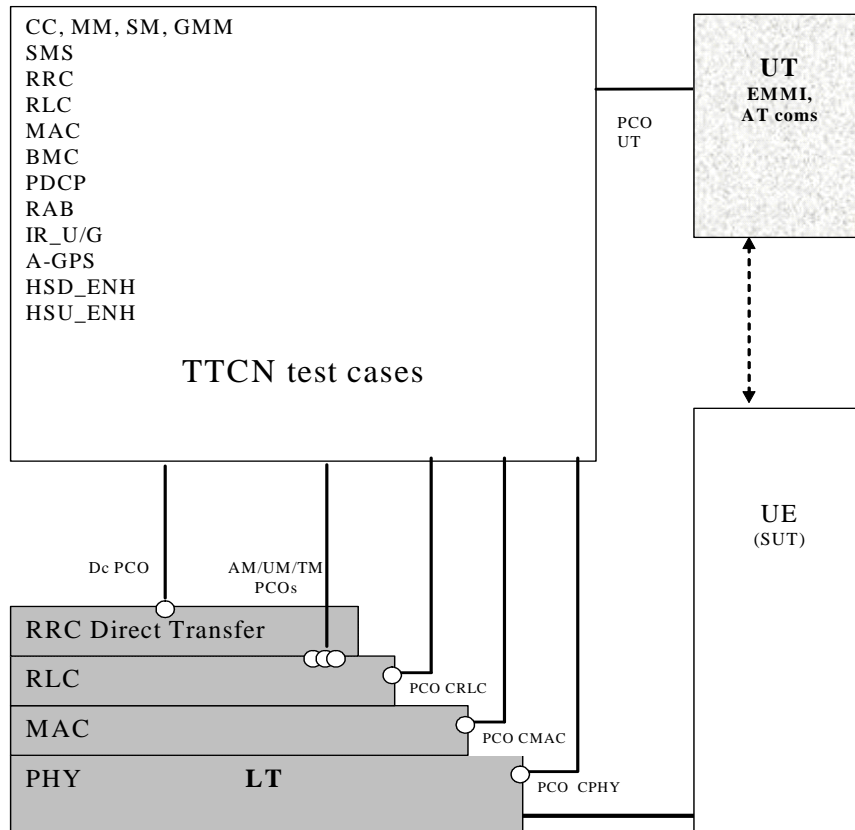 CC, MM, SM, GMM
SMS
RRC
RLC
MAC
BMC
PDCP
RAB
IR_U/G
A-GPS
HSD_ENH
HSU_ENH
TTCN test cases
PCO
UT
UT
EMMI,
AT coms
UE
(SUT)
Dc PCO
AM/UM/TM
PCOs
RRC Direct Transfer
RLC
PCO CRLC
MAC
PCO CMAC
PHY LT
PCO CPHY